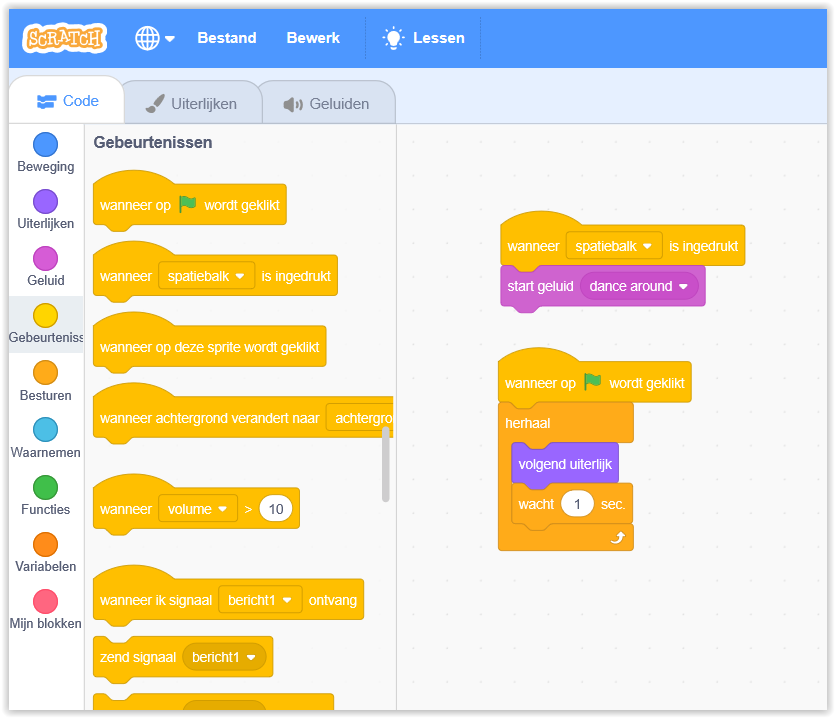 SCRATCH
Bestand
Bewerk
Lessen
Code
Uiterlijken
Geluiden
Beweging
Uiterlijken
Geluid
Gebeurteniss
Besturen
Waarnemen
Functies
Variabelen
Mijn blokken
Gebeurtenissen
wanneer op wordt geklikt
wanneer spatiebalk is ingedrukt
wanneer op deze sprite wordt geklikt
wanneer achtergrond verandert naar achtergro
wanneer volume > 10
wanneer ik signaal bericht1 ontvang
zend signaal bericht1
wanneer spatiebalk is ingedrukt
start geluid dance around
wanneer op wordt geklikt
herhaal
volgend uiterlijk
wacht 1 sec.